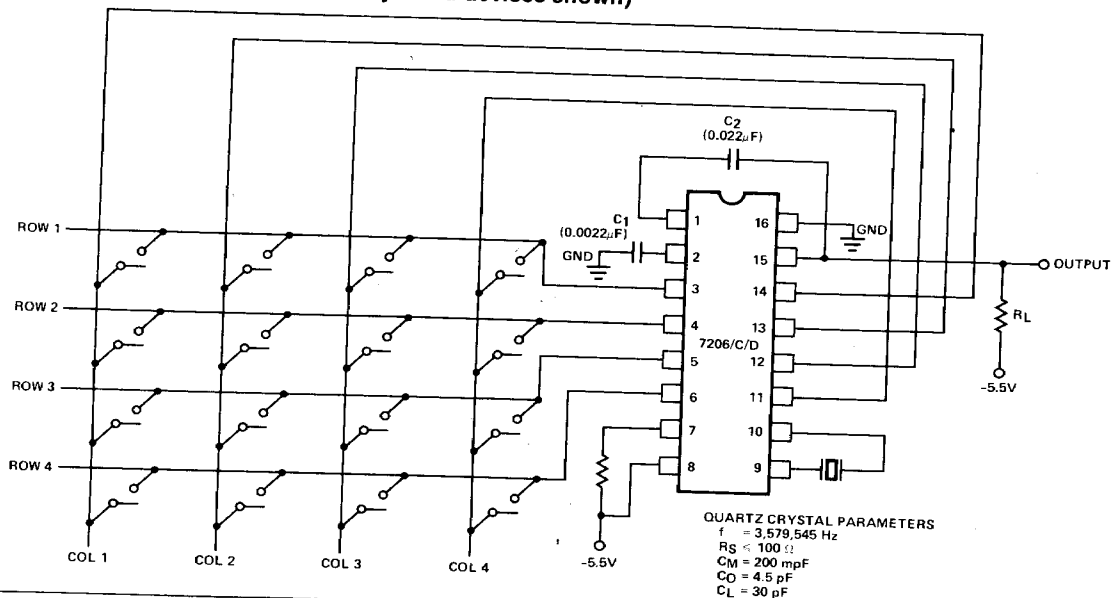 devices shown)
C2
(0.022µF)
C1
(0.0022µF)
GND
ROW 1
ROW 2
ROW 3
ROW 4
COL 1
COL 2
COL 3
COL 4
1
2
3
4
5
6
7
8
16
15
14
13
12
11
10
9
7206/C/D
GND
OUTPUT
RL
-5.5V
-5.5V
QUARTZ CRYSTAL PARAMETERS
f = 3,579,545 Hz
RS ≤ 100 Ω
CM = 200 mpF
CO = 4.5 pF
CL = 30 pF